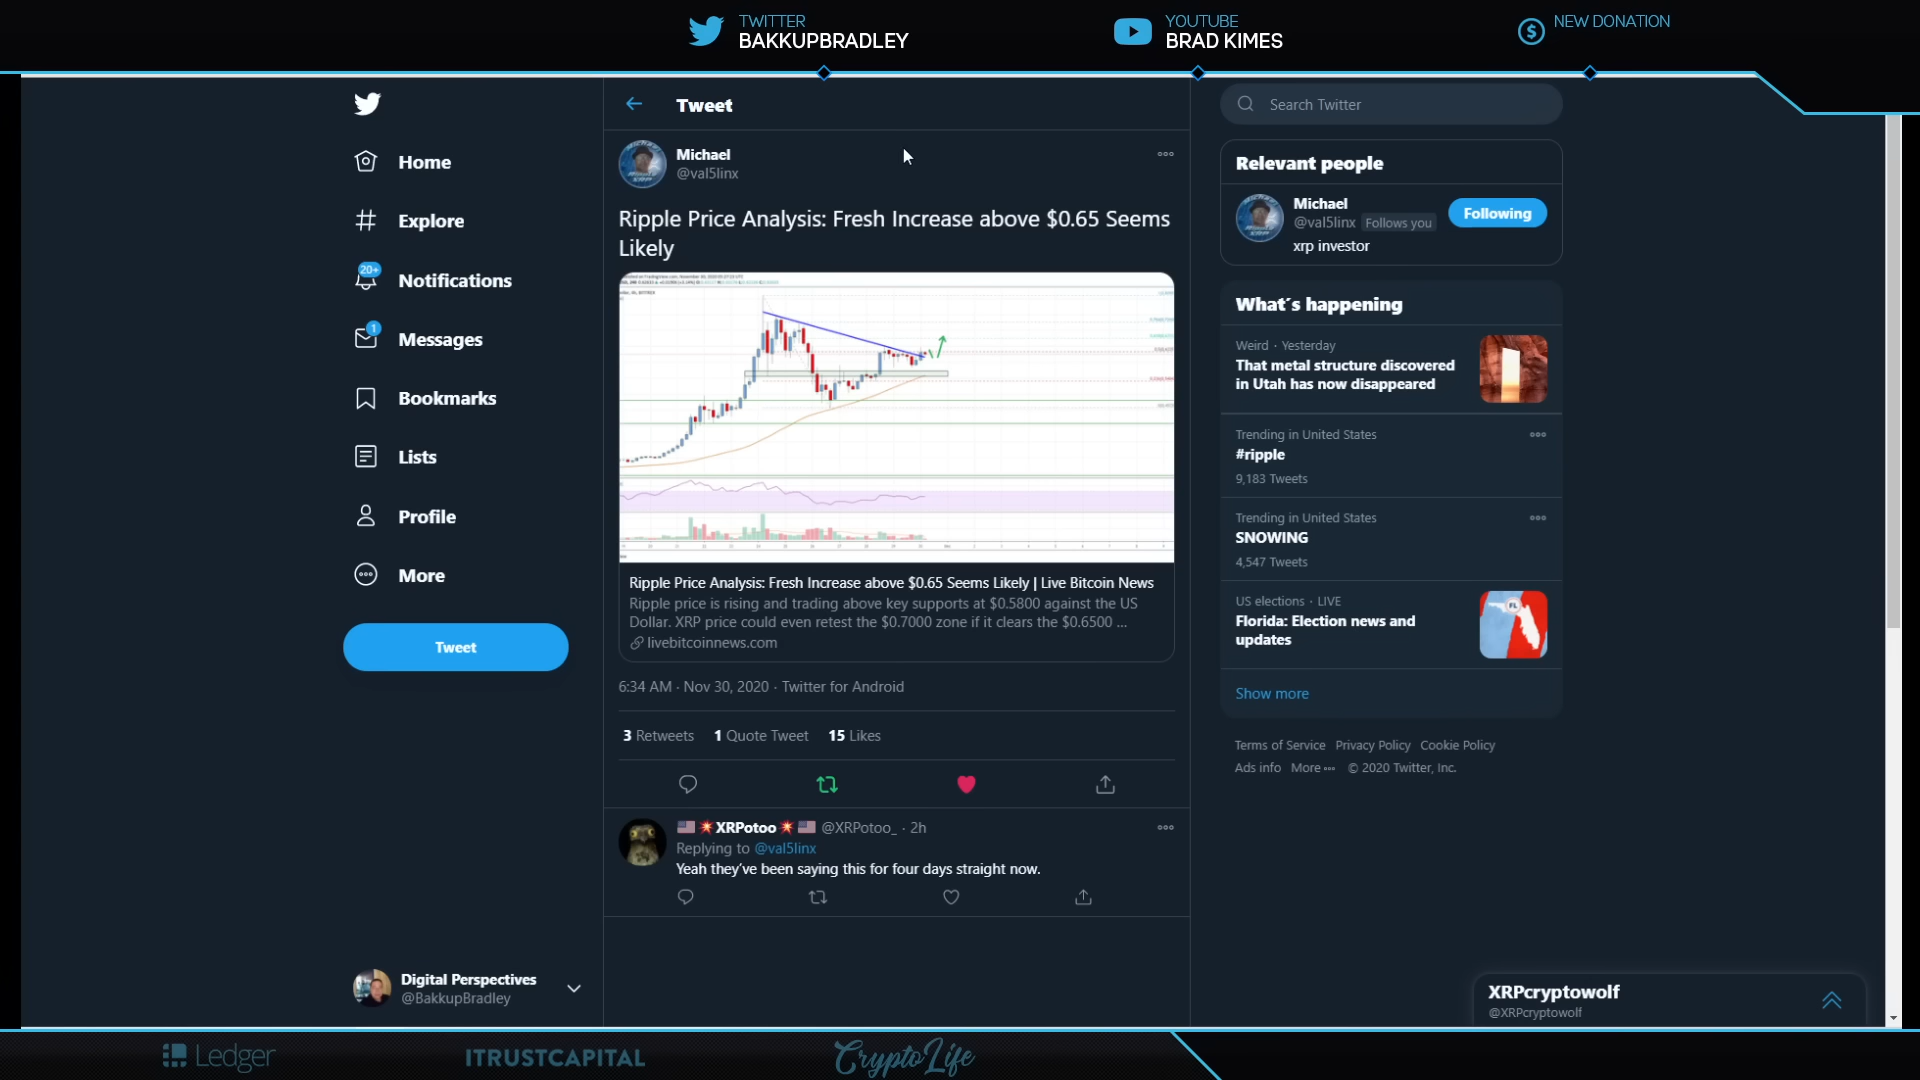 TWITTER
BAKKUPBRADLEY
YOUTUBE
BRAD KIMES
NEW DONATION
Home
Explore
20+
Notifications
1
Messages
Bookmarks
Lists
Profile
More
Tweet
Digital Perspectives
@BakkupBradley
Tweet
Michael
@val5linx
Ripple Price Analysis: Fresh Increase above $0.65 Seems
Likely
Ripple Price Analysis: Fresh Increase above $0.65 Seems Likely | Live Bitcoin News
Ripple price is rising and trading above key supports at $0.5800 against the US
Dollar. XRP price could even retest the $0.7000 zone if it clears the $0.6500 ...
livebitcoinnews.com
6:34 AM · Nov 30, 2020 · Twitter for Android
3 Retweets 1 Quote Tweet 15 Likes
XRPotoo @XRPotoo_ · 2h
Replying to @val5linx
Yeah they've been saying this for four days straight now.
Search Twitter
Relevant people
Michael
@val5linx Follows you
Following
xrp investor
What's happening
Weird · Yesterday
That metal structure discovered
in Utah has now disappeared
Trending in United States
#ripple
9,183 Tweets
Trending in United States
SNOWING
4,547 Tweets
US elections · LIVE
Florida: Election news and
updates
FL
Show more
Terms of Service Privacy Policy Cookie Policy
Ads info More © 2020 Twitter, Inc.
XRPcryptowolf
@XRPcryptowolf
Ledger
ITRUSTCAPITAL
CryptoLife